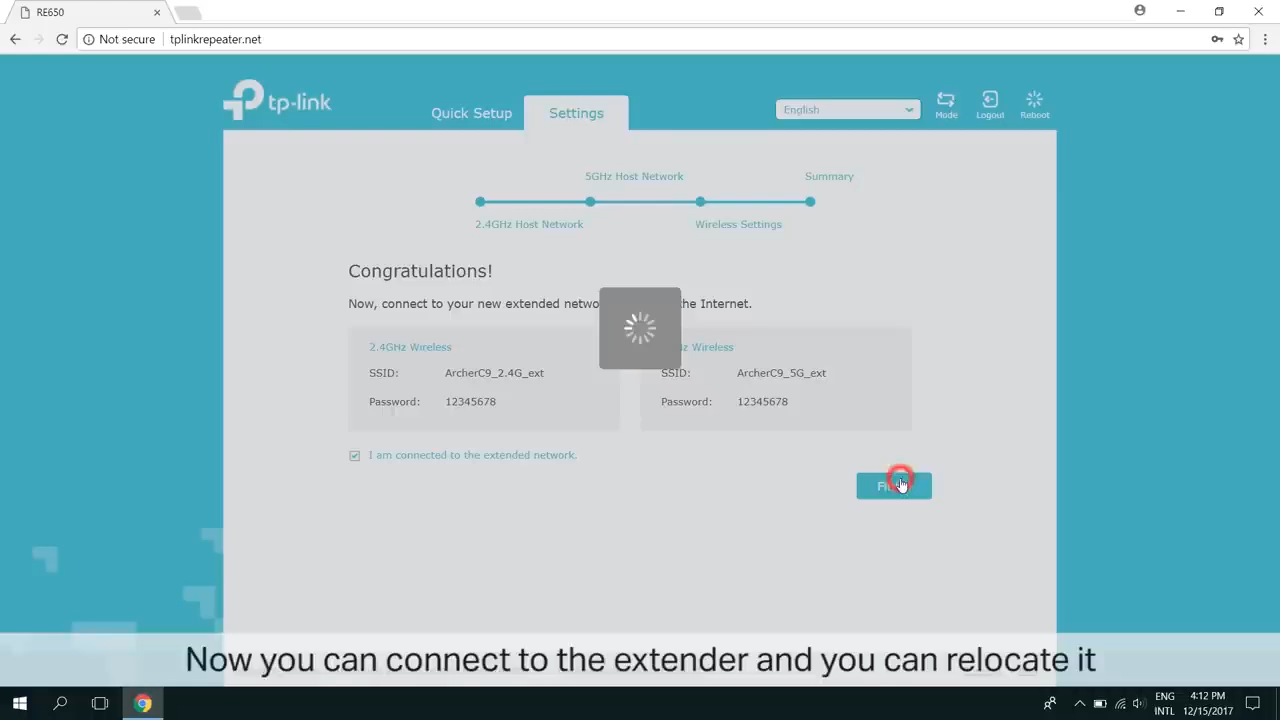 RE650
Not secure
tplinkrepeater.net
tp-link
Quick Setup
Settings
English
Mode
Logout
Reboot
5GHz Host Network
Summary
2.4GHz Host Network
Wireless Settings
Congratulations!
Now, connect to your new extended netwo the Internet.
2.4GHz Wireless
SSID: ArcherC9_2.4G_ext
Password: 12345678
Wireless
SSID: ArcherC9_5G_ext
Password: 12345678
I am connected to the extended network.
Now you can connect to the extender and you can relocate it
ENG
INTL
4:12 PM
12/15/2017